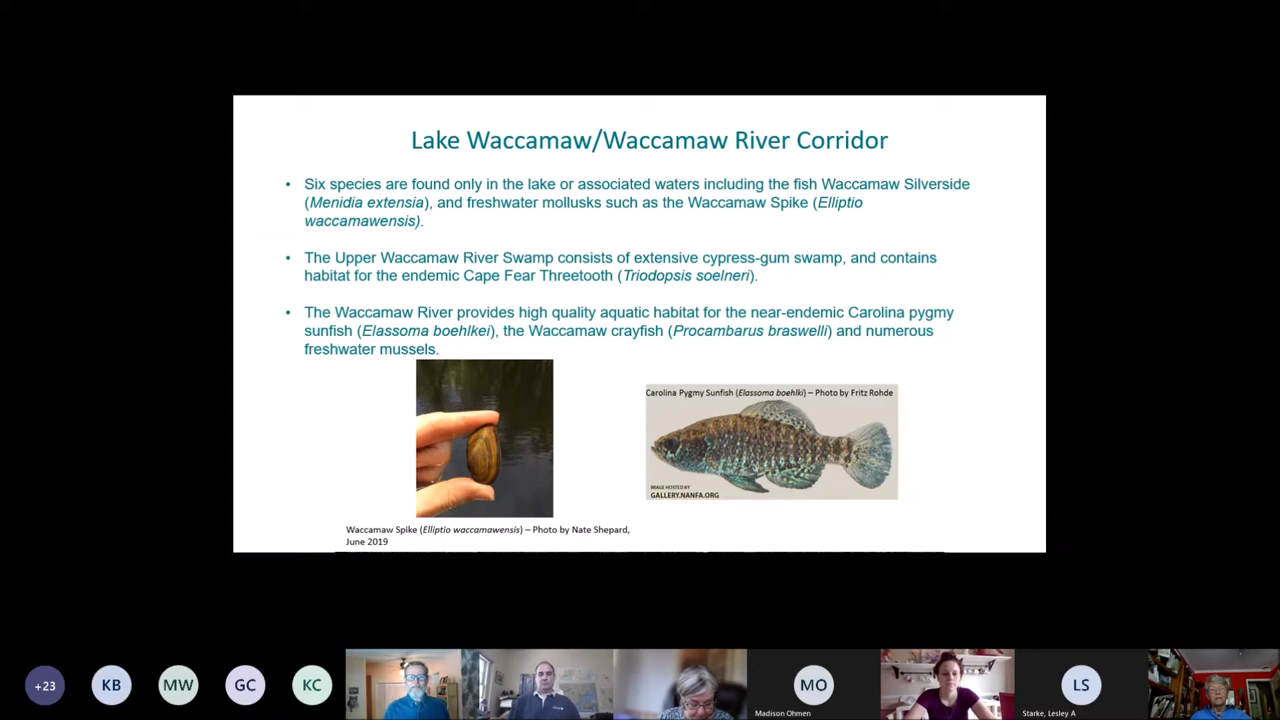 Lake Waccamaw/Waccamaw River Corridor
• Six species are found only in the lake or associated waters including the fish Waccamaw Silverside
(Menidia extensia), and freshwater mollusks such as the Waccamaw Spike (Elliptio
waccamawensis).
• The Upper Waccamaw River Swamp consists of extensive cypress-gum swamp, and contains
habitat for the endemic Cape Fear Threetooth (Triodopsis soelneri).
• The Waccamaw River provides high quality aquatic habitat for the near-endemic Carolina pygmy
sunfish (Elassoma boehlkei), the Waccamaw crayfish (Procambarus braswelli) and numerous
freshwater mussels.
Carolina Pygmy Sunfish (Elassoma boehlki) – Photo by Fritz Rohde
IMAGE HOSTED BY
GALLERY.NANFA.ORG
Waccamaw Spike (Elliptio waccamawensis) – Photo by Nate Shepard,
June 2019
+23
KB
MW
GC
KC
MO
Madison Ohmen
LS
Starke, Lesley A